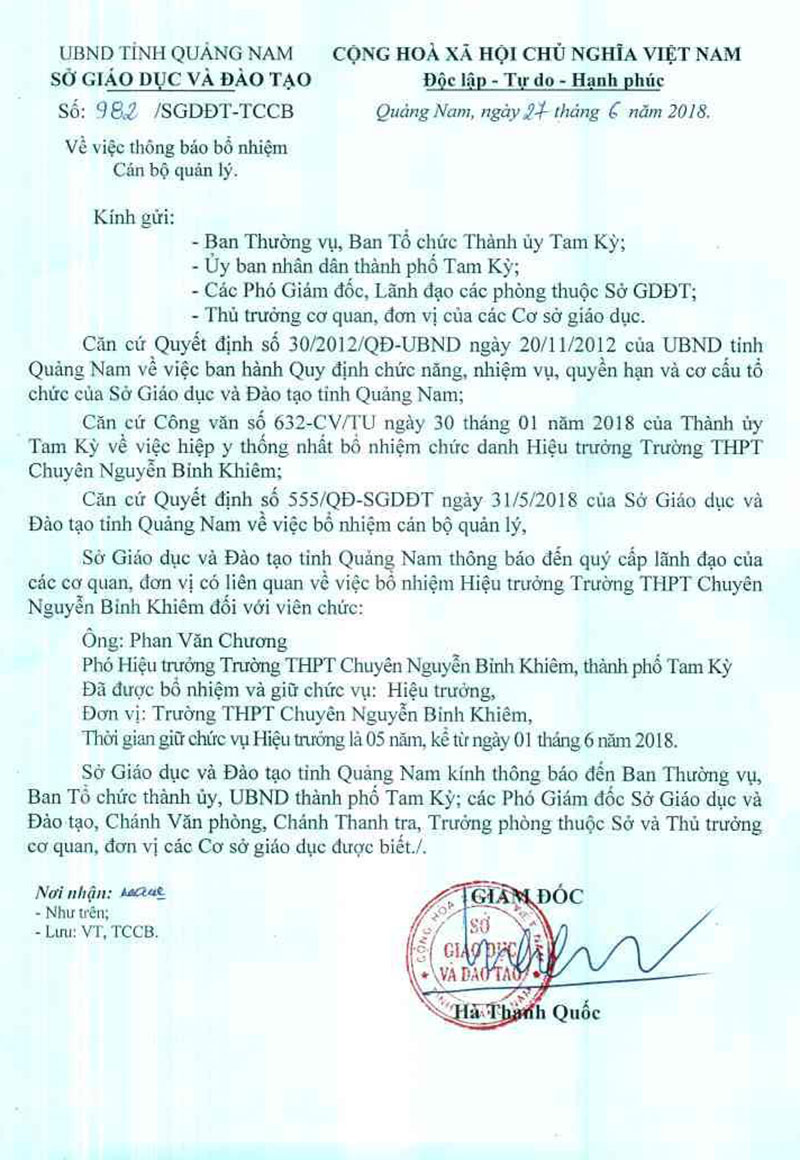 UBND TỈNH QUẢNG NAM
SỞ GIÁO DỤC VÀ ĐÀO TẠO
Số: 982 /SGDĐT-TCCB
Về việc thông báo bổ nhiệm
Cán bộ quản lý.
CỘNG HOÀ XÃ HỘI CHỦ NGHĨA VIỆT NAM
Độc lập - Tự do - Hạnh phúc
Quảng Nam, ngày 27 tháng 6 năm 2018.
Kính gửi:
- Ban Thường vụ, Ban Tổ chức Thành ủy Tam Kỳ;
- Ủy ban nhân dân thành phố Tam Kỳ;
- Các Phó Giám đốc, Lãnh đạo các phòng thuộc Sở GDĐT;
- Thủ trưởng cơ quan, đơn vị của các Cơ sở giáo dục.
Căn cứ Quyết định số 30/2012/QĐ-UBND ngày 20/11/2012 của UBND tỉnh
Quảng Nam về việc ban hành Quy định chức năng, nhiệm vụ, quyền hạn và cơ cấu tổ
chức của Sở Giáo dục và Đào tạo tỉnh Quảng Nam;
Căn cứ Công văn số 632-CV/TU ngày 30 tháng 01 năm 2018 của Thành ủy
Tam Kỳ về việc hiệp y thống nhất bổ nhiệm chức danh Hiệu trưởng Trường THPT
Chuyên Nguyễn Bỉnh Khiêm;
Căn cứ Quyết định số 555/QĐ-SGDĐT ngày 31/5/2018 của Sở Giáo dục và
Đào tạo tỉnh Quảng Nam về việc bổ nhiệm cán bộ quản lý,
Sở Giáo dục và Đào tạo tỉnh Quảng Nam thông báo đến quý cấp lãnh đạo của
các cơ quan, đơn vị có liên quan về việc bổ nhiệm Hiệu trưởng Trường THPT Chuyên
Nguyễn Bỉnh Khiêm đối với viên chức:
Ông: Phan Văn Chương
Phó Hiệu trưởng Trường THPT Chuyên Nguyễn Bỉnh Khiêm, thành phố Tam Kỳ
Đã được bổ nhiệm và giữ chức vụ: Hiệu trưởng,
Đơn vị: Trường THPT Chuyên Nguyễn Bỉnh Khiêm,
Thời gian giữ chức vụ Hiệu trưởng là 05 năm, kể từ ngày 01 tháng 6 năm 2018.
Sở Giáo dục và Đào tạo tỉnh Quảng Nam kính thông báo đến Ban Thường vụ,
Ban Tổ chức thành ủy, UBND thành phố Tam Kỳ; các Phó Giám đốc Sở Giáo dục và
Đào tạo, Chánh Văn phòng, Chánh Thanh tra, Trưởng phòng thuộc Sở và Thủ trưởng
cơ quan, đơn vị các Cơ sở giáo dục được biết./.
Nơi nhận:
- Như trên;
- Lưu: VT, TCCB.
GIÁM ĐỐC
SỞ
GIÁO DỤC
VÀ ĐÀO TẠO
Hà Thanh Quốc